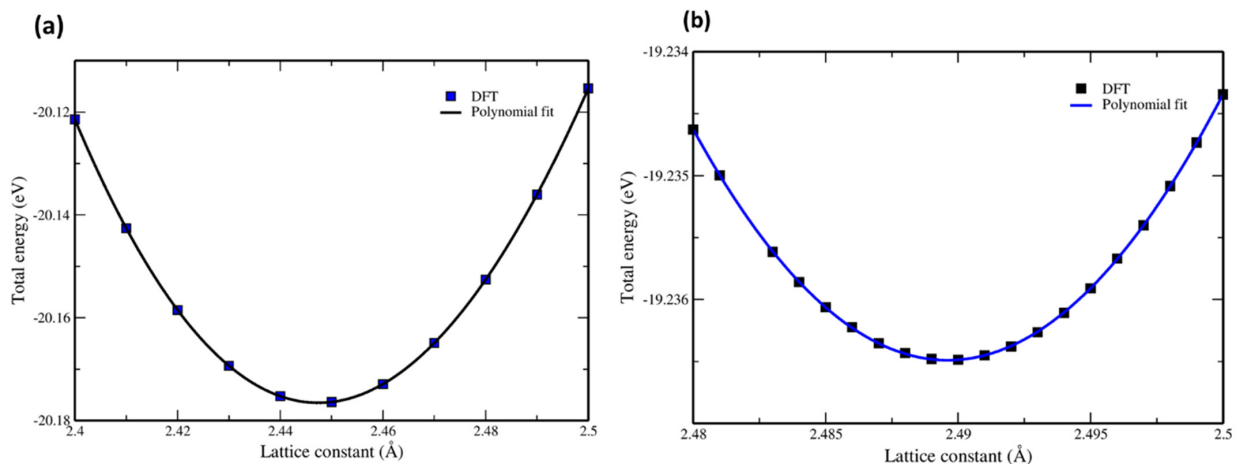 (a)
-20.12
-20.14
-20.16
-20.18
Total energy (eV)
DFT
Polynomial fit
2.4
2.42
2.44
2.46
2.48
2.5
Lattice constant (Å)
(b)
-19.234
-19.235
-19.236
Total energy (eV)
DFT
Polynomial fit
2.48
2.485
2.49
2.495
2.5
Lattice constant (Å)